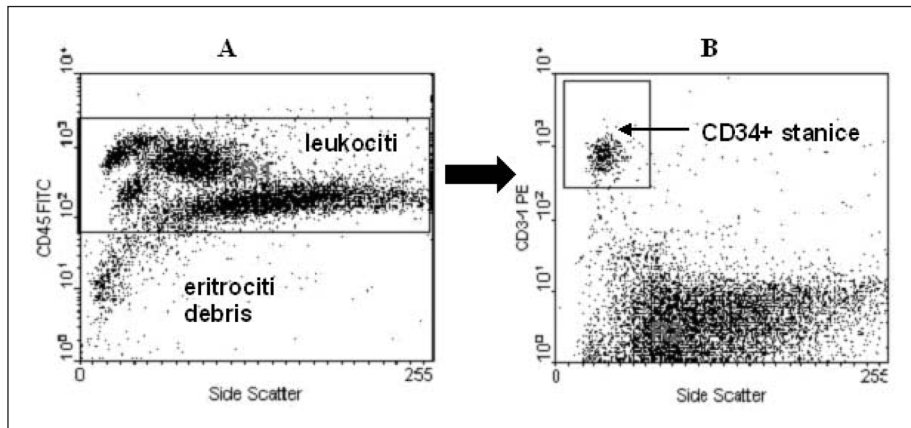 A
10⁴
10³
10²
10¹
10⁰
CD45 FITC
leukociti
eritrociti
debris
0
255
Side Scatter
B
10⁴
10³
10²
10¹
10⁰
CD34 PE
CD34+ stanice
0
255
Side Scatter